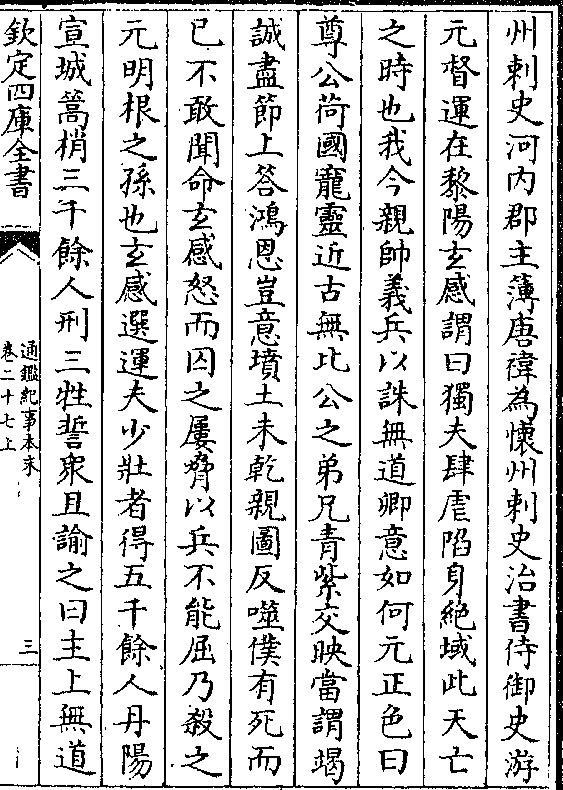 州刺史河内郡主簿唐禕為懷州刺史治書侍御史游
元督運在黎陽玄感謂曰獨夫肆虐陷身絶域此天亡
之時也我今親帥義兵以誅無道卿意如何元正色曰
尊公荷國寵靈近古無比公之弟兄青紫交映當謂竭
誠盡節上答鴻恩豈意墳土未乾親圖反噬僕有死而
已不敢聞命玄感怒而囚之屢脅以兵不能屈乃殺之
元明根之孫也玄感選運夫少壯者得五千餘人丹陽
宣城篙梢三千餘人刑三牲誓衆且諭之曰主上無道
欽定四庫全書
通鑑紀事本末
卷二十七上
三